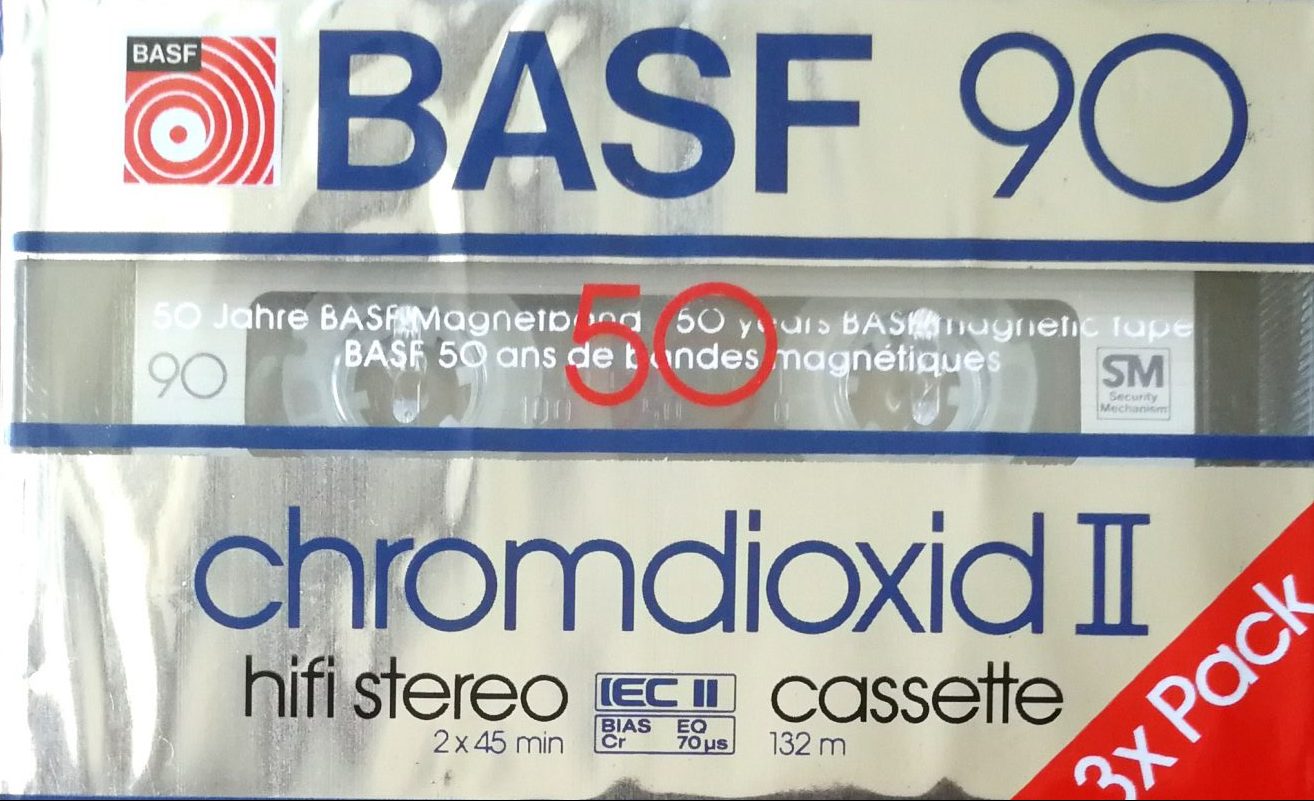 BASF
BASF 90
50 Jahre BASF Magnetband 50 years BASF magnetic tape
BASF 50 ans de bandes magnétiques
50
90
SM
Security
Mechanism
chromdioxid II
hifi stereo
IEC II
cassette
BIAS EQ
Cr 70µs
2x45 min
132 m
3x Pack